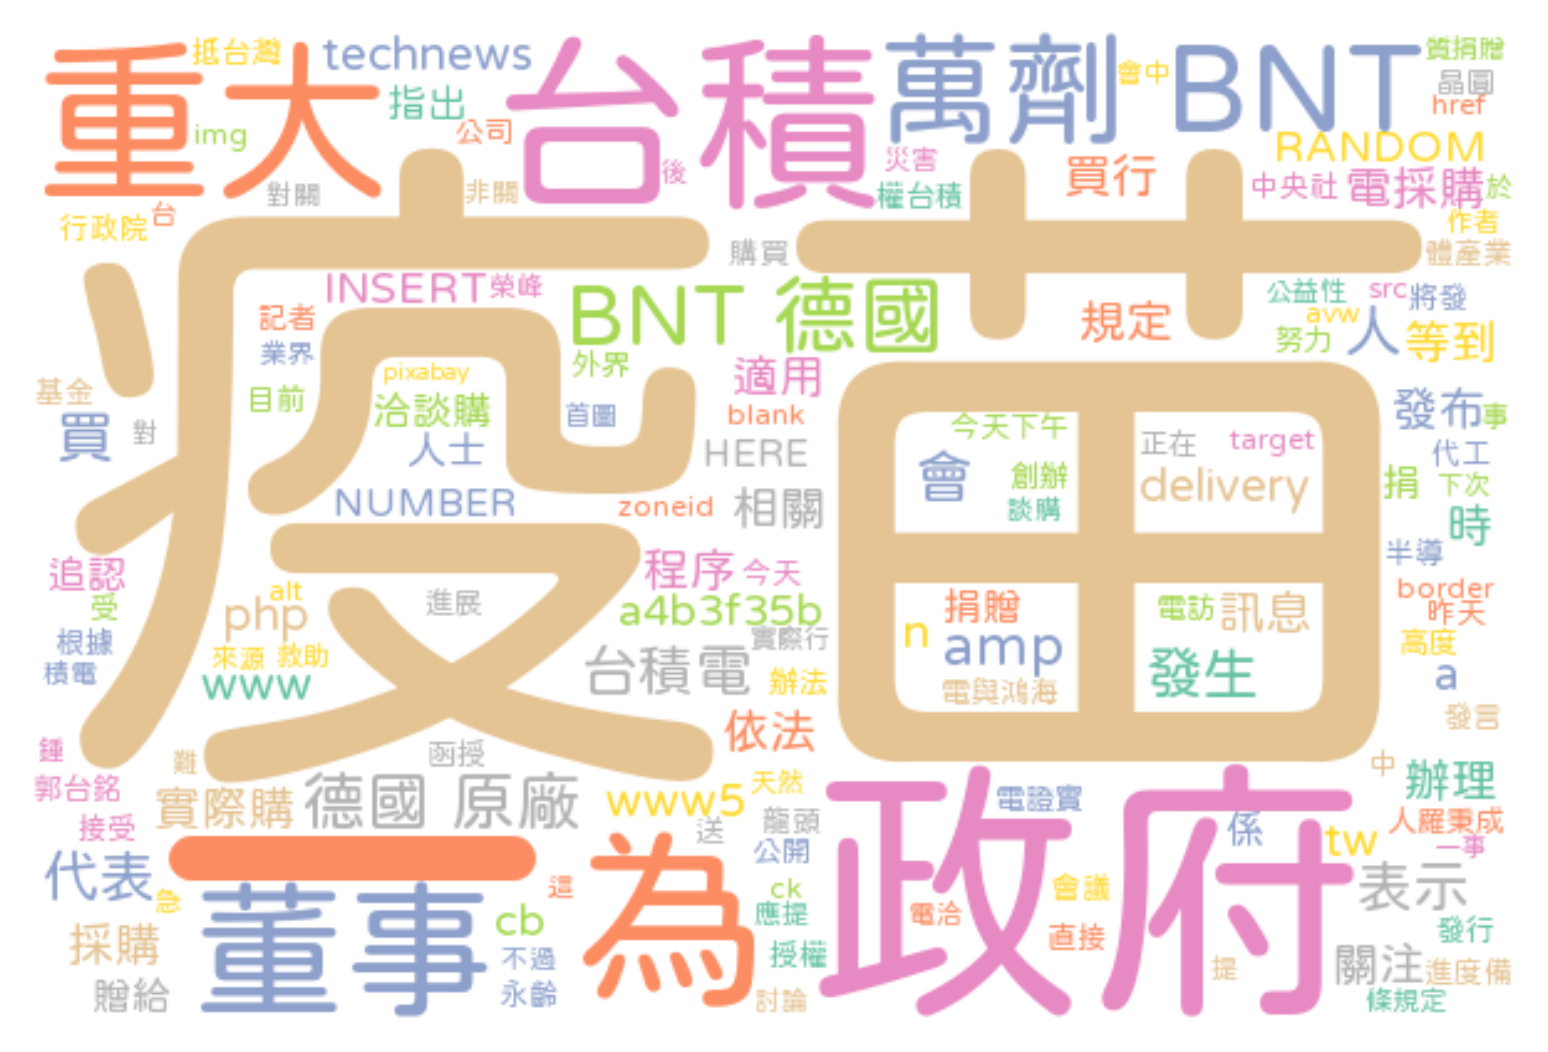 重大
抵台灣
technews
台積
萬劑
會中
BNT
質捐贈
晶圓
href
指出
公司
img
RANDOM
對關
非關
後
災害
權台積
買行
中央社
電採購
於
行政院
台
作者
購買
體產業
疫苗
INSERT
榮峰
BNT 德國
公益性
src
將發
記者
規定
avw
業界
外界
努力
人
等到
pixabay
適用
基金
目前
洽談購
首圖
blank
今天下午
發布
事
買
對
人士
HERE
會
正在
target
代工
創辦
delivery
捐
下次
NUMBER
zoneid
相關
談購
時
追認
程序
今天
半導
受
alt
php
進展
a4b3f35b
捐贈
電訪
訊息
border
昨天
根據
來源
救助
實際行
n
amp
高度
積電
www
台積電
辦法
電與鴻海
發生
a
依法
發言
鍾
難
函授
中
郭台銘
實際購
德國 原廠
www5
天然
電證實
辦理
接受
送
龍頭
係
tw
人羅秉成
代表
一
公開
政府
一事
急
董事
這
為
ck
會議
表示
採購
cb
應提
電洽
直接
發行
不過
授權
關注
進度備
贈給
永齡
討論
提
條規定